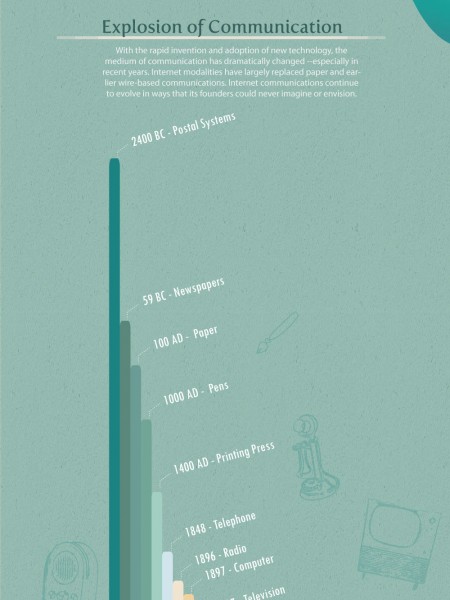 Explosion of Communication
With the rapid invention and adoption of new technology, the
medium of communication has dramatically changed --especially in
recent years. Internet modalities have largely replaced paper and ear-
lier wire-based communications. Internet communications continue
to evolve in ways that its founders could never imagine or envision.
2400 BC - Postal Systems
59 BC - Newspapers
100 AD - Paper
1000 AD - Pens
1400 AD - Printing Press
1848 - Telephone
1896 - Radio
1897 - Computer
- Television